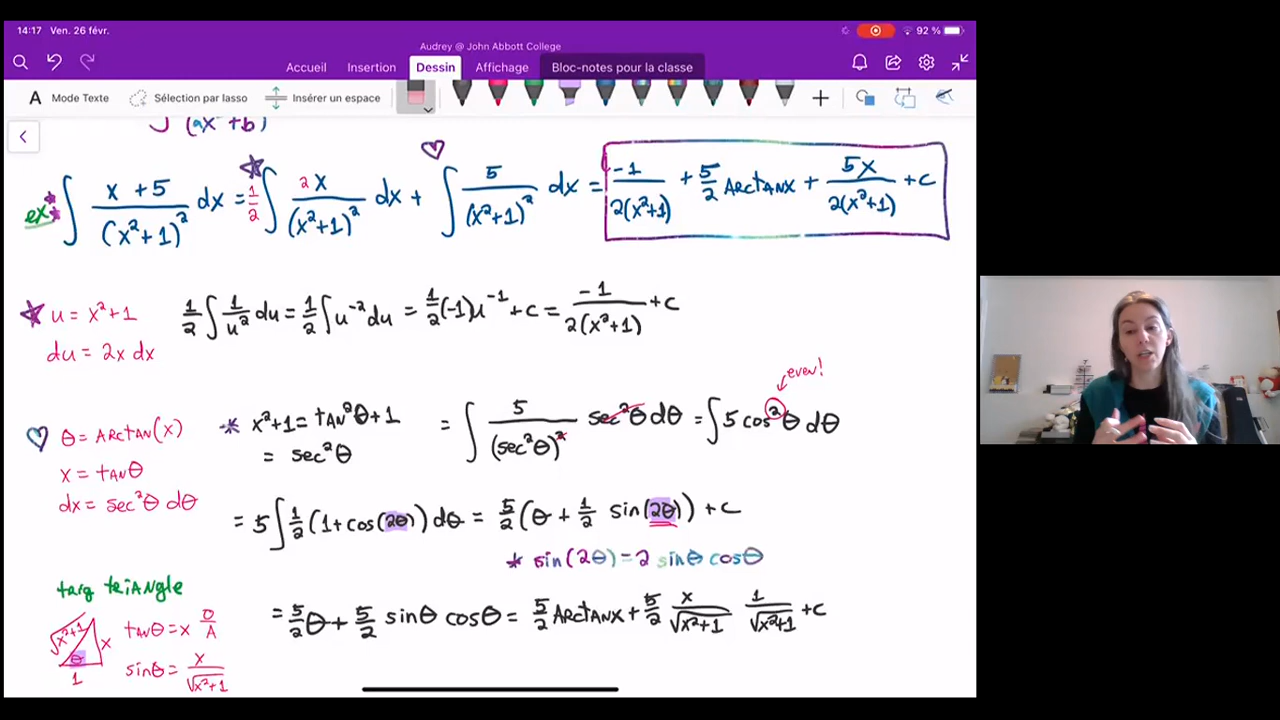 14:17 Ven. 26 févr.
92 %
Audrey @ John Abbott College
Accueil Insertion Dessin Affichage Bloc-notes pour la classe
A Mode Texte Sélection par lasso Insérer un espace
∫ (ax² + b)
ex: ∫ (x + 5)/(x²+1)² dx = 1/2 ∫ 2x/(x²+1)² dx + ∫ 5/(x²+1)² dx = -1/(2(x²+1)) + 5/2 Arctanx + 5x/(2(x²+1)) + c
u = x²+1 1/2 ∫ 1/u² du = 1/2 ∫ u⁻² du = 1/2 (-1)u⁻¹ + c = -1/(2(x²+1)) + c
du = 2x dx
even!
θ = Arctan(x) * x²+1 = tan²θ+1 = ∫ 5/(sec²θ)² sec²θ dθ = ∫ 5 cos²θ dθ
x = tanθ = sec²θ
dx = sec²θ dθ
= 5 ∫ 1/2 (1+cos(2θ)) dθ = 5/2 (θ + 1/2 sin(2θ)) + c
* sin(2θ) = 2 sinθ cosθ
targ triangle
= 5/2 θ + 5/2 sinθ cosθ = 5/2 Arctanx + 5/2 x/√(x²+1) 1/√(x²+1) + c
√(x²+1) θ x 1 tanθ = x O/A
sinθ = x/√(x²+1)